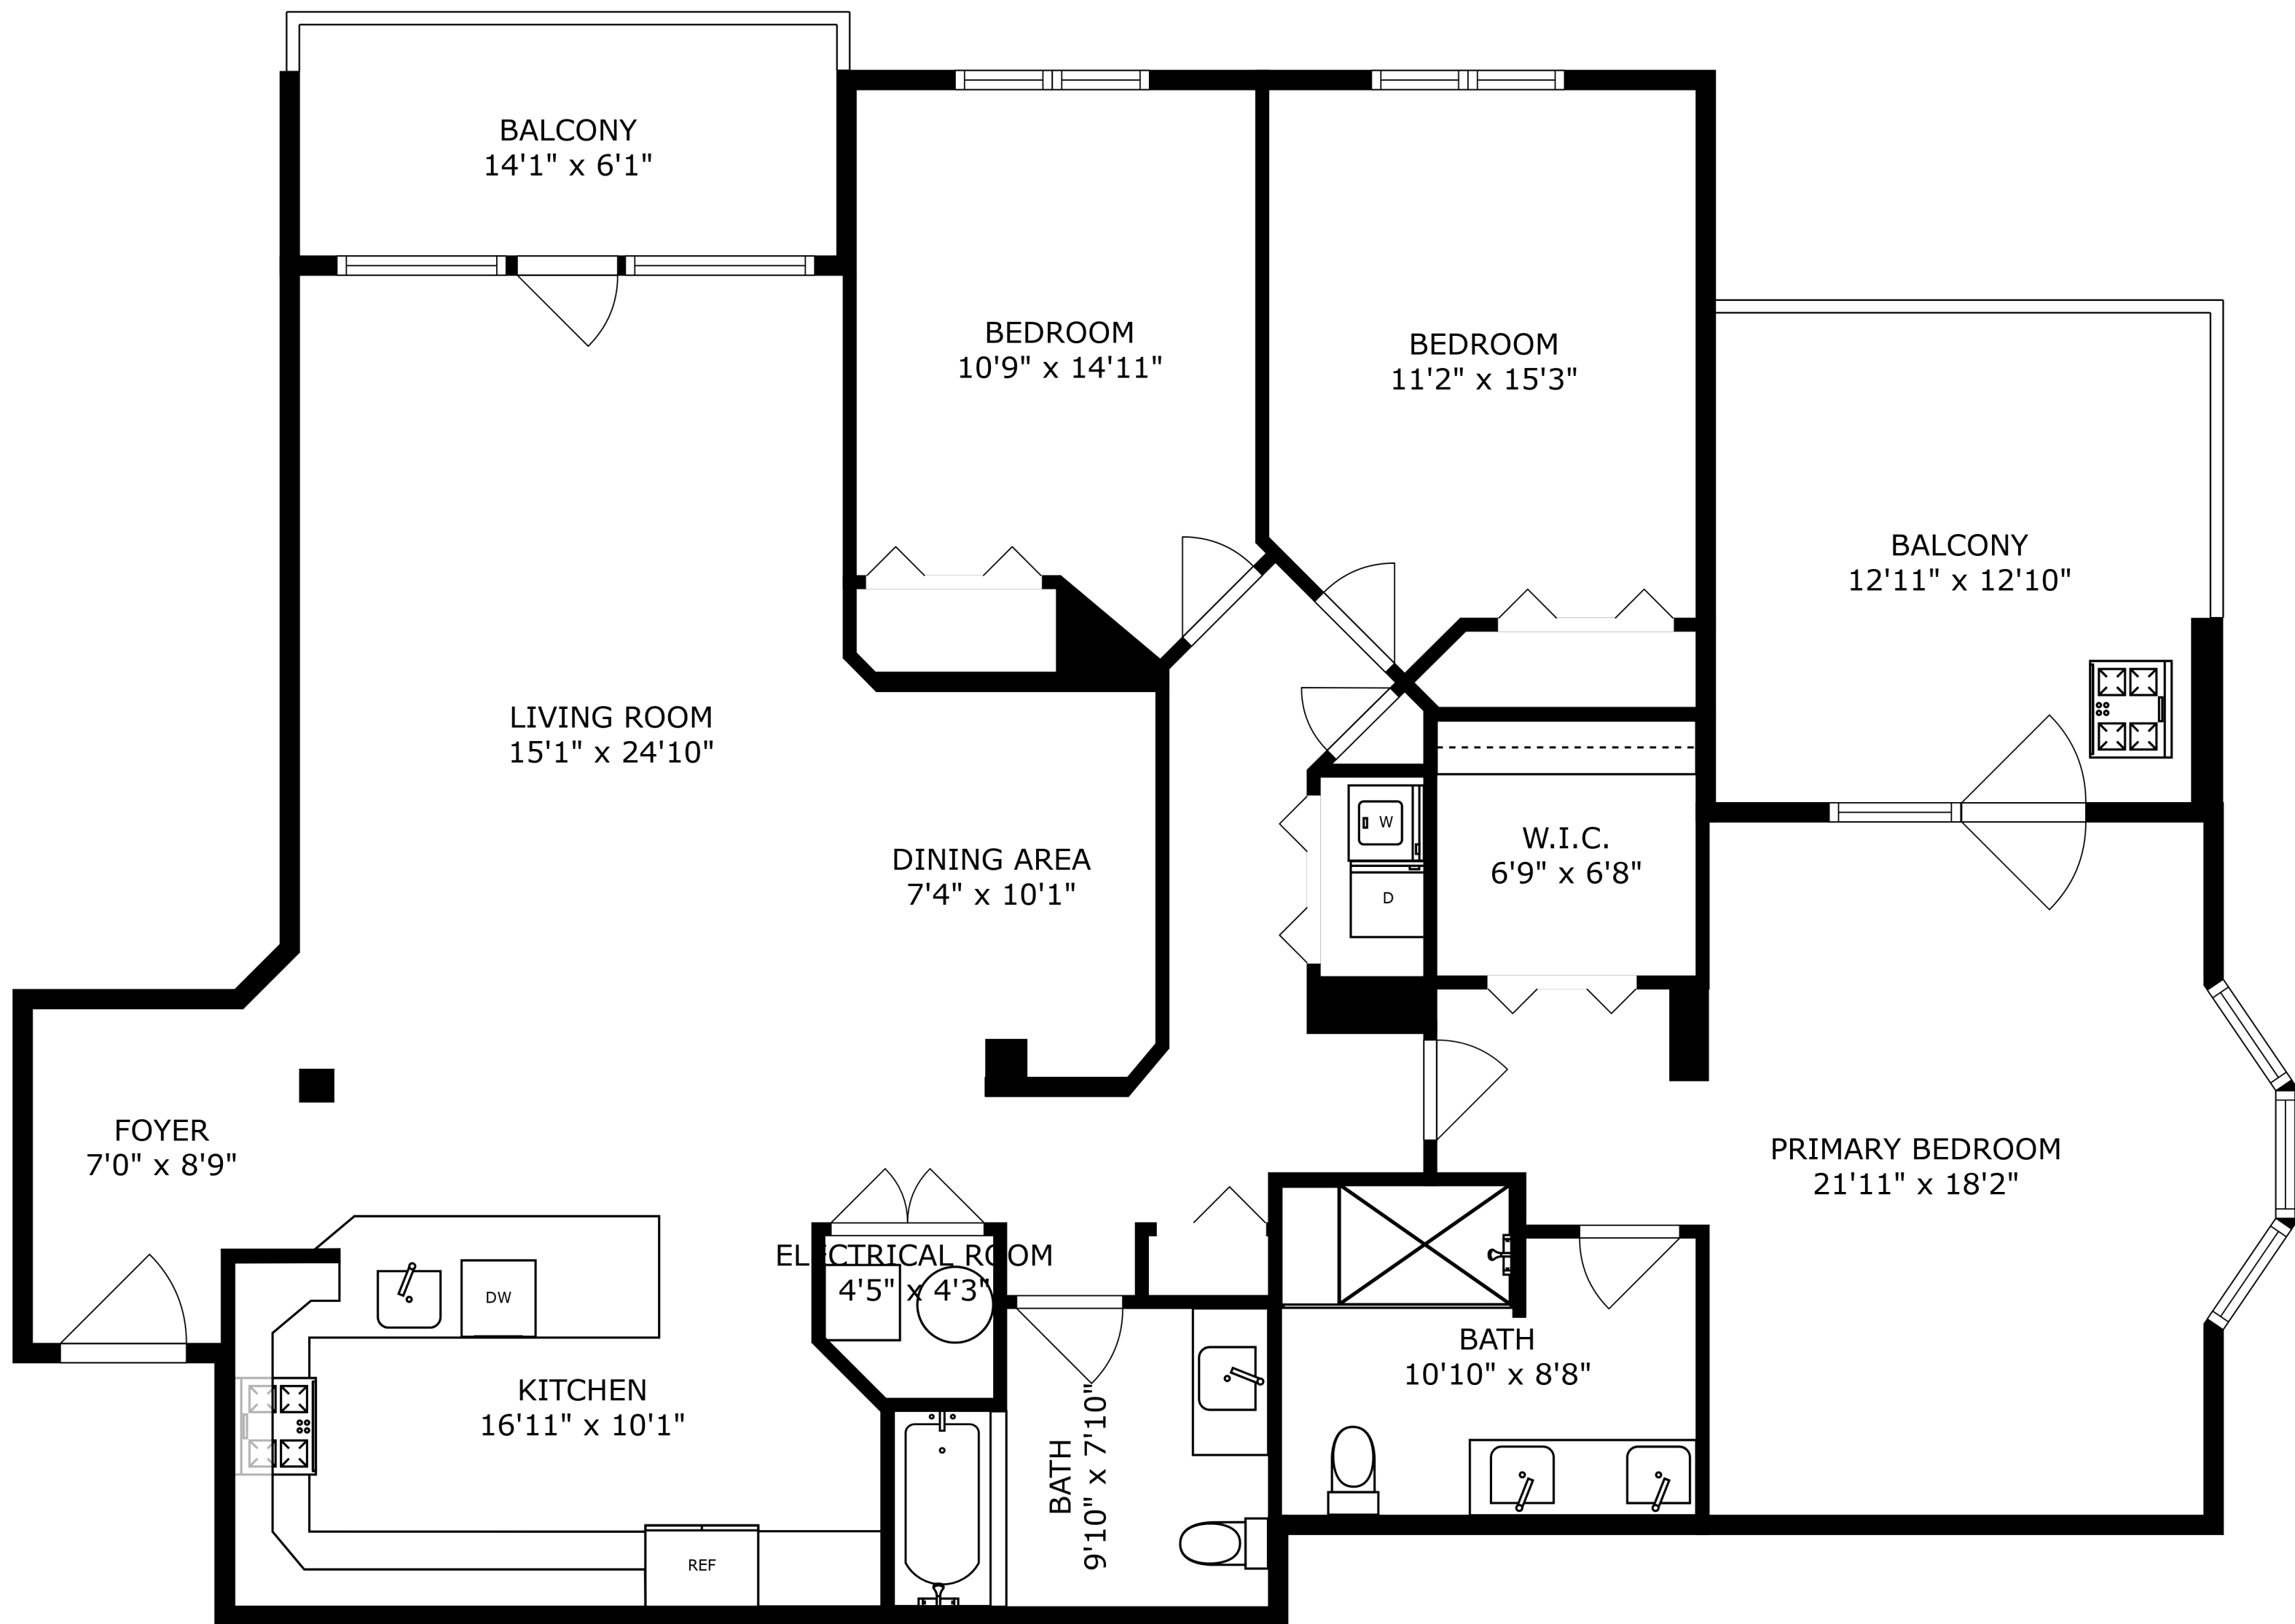 BALCONY
14'1" x 6'1"
BEDROOM
10'9" x 14'11"
BEDROOM
11'2" x 15'3"
BALCONY
12'11" x 12'10"
LIVING ROOM
15'1" x 24'10"
DINING AREA
7'4" x 10'1"
W
D
W.I.C.
6'9" x 6'8"
FOYER
7'0" x 8'9"
PRIMARY BEDROOM
21'11" x 18'2"
ELECTRICAL ROOM
4'5" x 4'3"
DW
KITCHEN
16'11" x 10'1"
BATH
10'10" x 8'8"
BATH
9'10" x 7'10"
REF